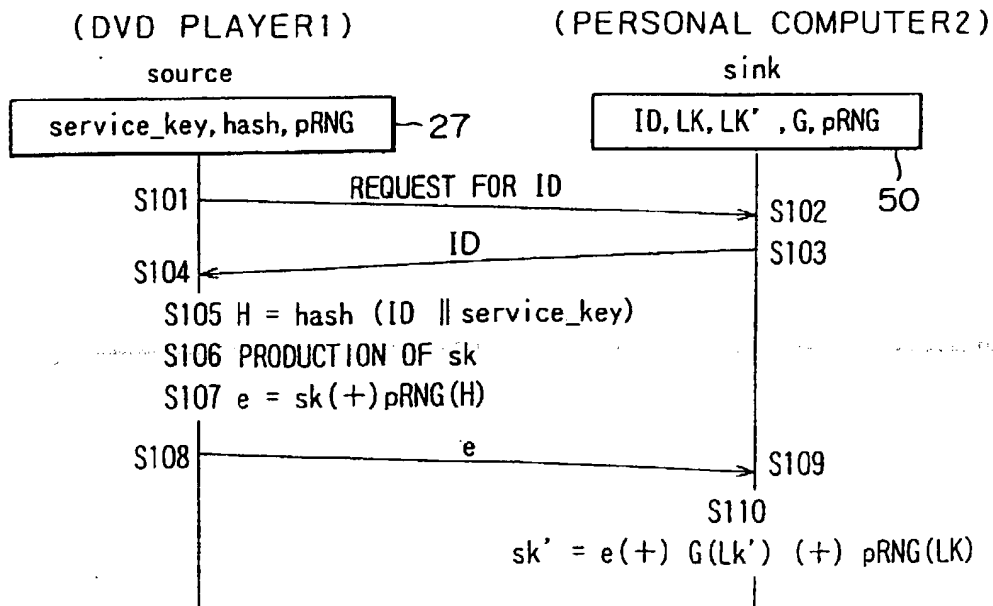 (DVD PLAYER1)
(PERSONAL COMPUTER2)
source
sink
service_key, hash, pRNG
27
ID, LK, LK', G, pRNG
50
S101
REQUEST FOR ID
S102
ID
S103
S104
S105 H = hash (ID || service_key)
S106 PRODUCTION OF sk
S107 e = sk(+)pRNG(H)
S108
e
S109
S110
sk' = e(+) G(Lk') (+) pRNG(LK)